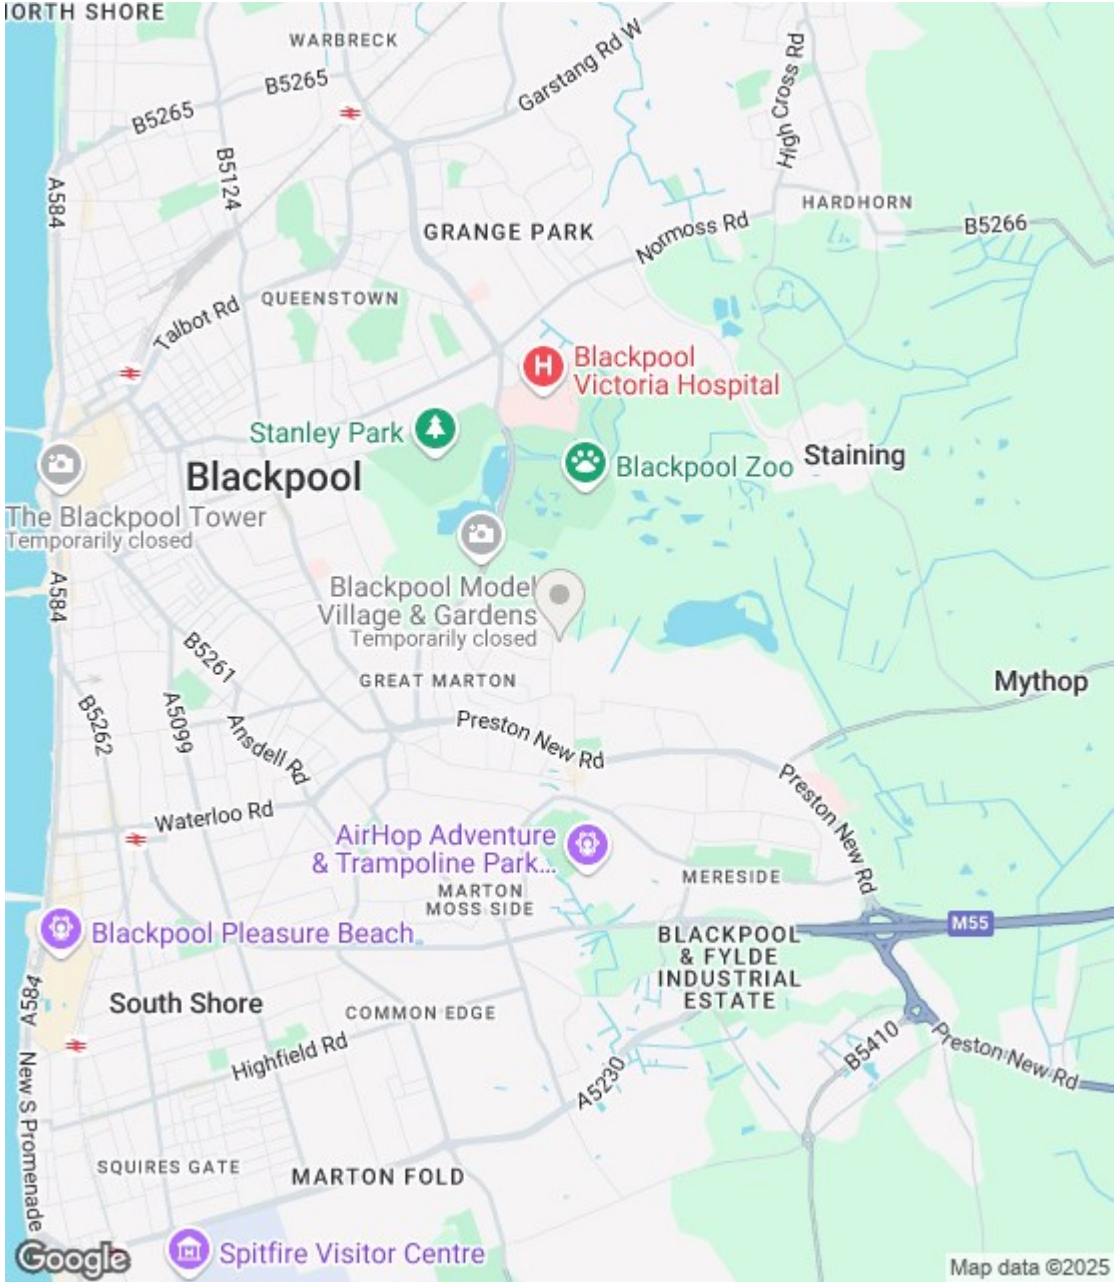 NORTH SHORE
WARBRECK
Garstang Rd W
High Cross Rd
B5265
B5265
B5124
A584
HARDHORN
GRANGE PARK
Normoss Rd
B5266
QUEENSTOWN
Talbot Rd
H
Blackpool
Victoria Hospital
Stanley Park
Blackpool
Blackpool Zoo
Staining
The Blackpool Tower
Temporarily closed
Blackpool Model
Village & Gardens
Temporarily closed
A584
B5261
GREAT MARTON
Mythop
B5262
A5099
Ansdell Rd
Preston New Rd
Preston New Rd
Waterloo Rd
AirHop Adventure
& Trampoline Park...
MARTON
MOSS SIDE
MERESIDE
Blackpool Pleasure Beach
BLACKPOOL
& FYLDE
INDUSTRIAL
ESTATE
M55
A584
South Shore
COMMON EDGE
Highfield Rd
B5410
Preston New Rd
A5230
New S Promenade
SQUIRES GATE
MARTON FOLD
Spitfire Visitor Centre
Google
Map data ©2025